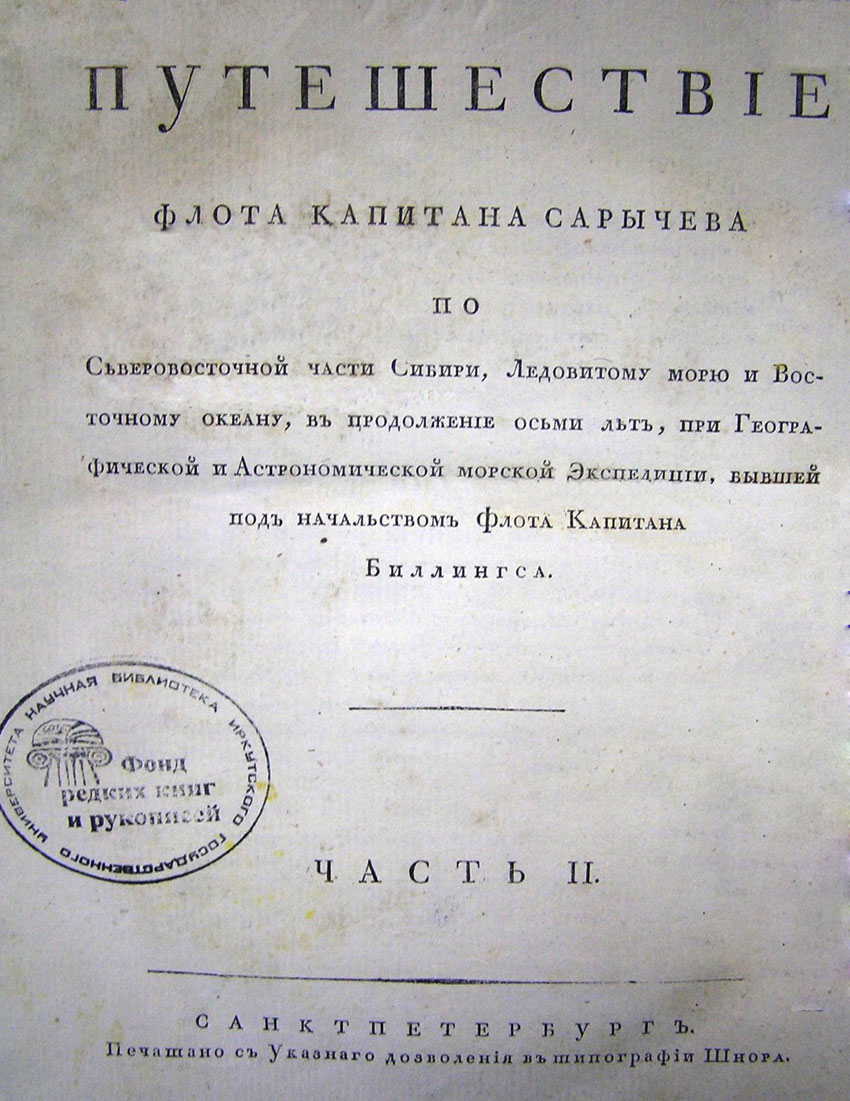 ПУТЕШЕСТВІЕ
ФЛОТА КАПИТАНА САРЫЧЕВА
ПО
Сѣверовосточной части Сибири, Ледовитому морю и Вос-
точному океану, въ продолженіе осьми лѣтъ, при Геогра-
фической и Астрономической морской Экспедиціи, бывшей
подъ начальствомъ Флота Капитана
Биллингса.
НАУЧНАЯ БИБЛИОТЕКА ИРКУТСКОГО ГОСУДАРСТВЕННОГО УНИВЕРСИТЕТА
Фонд
редких книг
и рукописей
ЧАСТЬ II.
САНКТПЕТЕРБУРГЪ.
Печатано съ Указнаго дозволенія въ типографіи Шнора.